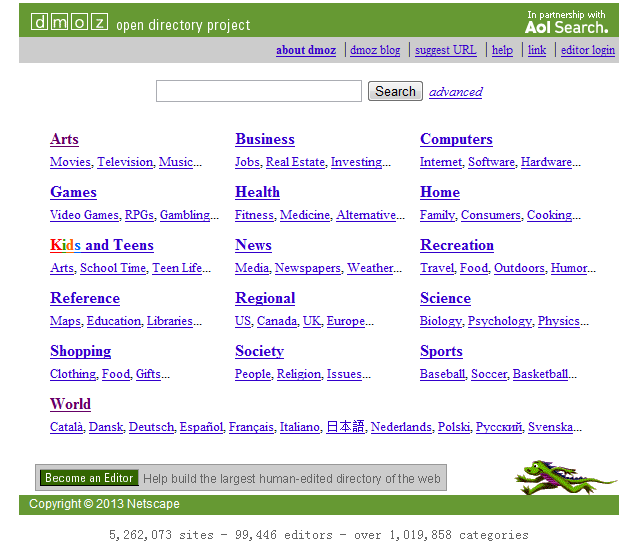 dmoz open directory project
In partnership with
Aol Search.
about dmoz | dmoz blog | suggest URL | help | link | editor login
Search advanced
Arts Business Computers
Movies, Television, Music... Jobs, Real Estate, Investing... Internet, Software, Hardware...
Games Health Home
Video Games, RPGs, Gambling... Fitness, Medicine, Alternative... Family, Consumers, Cooking...
Kids and Teens News Recreation
Arts, School Time, Teen Life... Media, Newspapers, Weather... Travel, Food, Outdoors, Humor...
Reference Regional Science
Maps, Education, Libraries... US, Canada, UK, Europe... Biology, Psychology, Physics...
Shopping Society Sports
Clothing, Food, Gifts... People, Religion, Issues... Baseball, Soccer, Basketball...
World
Català, Dansk, Deutsch, Español, Français, Italiano, 日本語, Nederlands, Polski, Русский, Svenska...
Become an Editor Help build the largest human-edited directory of the web
Copyright © 2013 Netscape
5,262,073 sites - 99,446 editors - over 1,019,858 categories